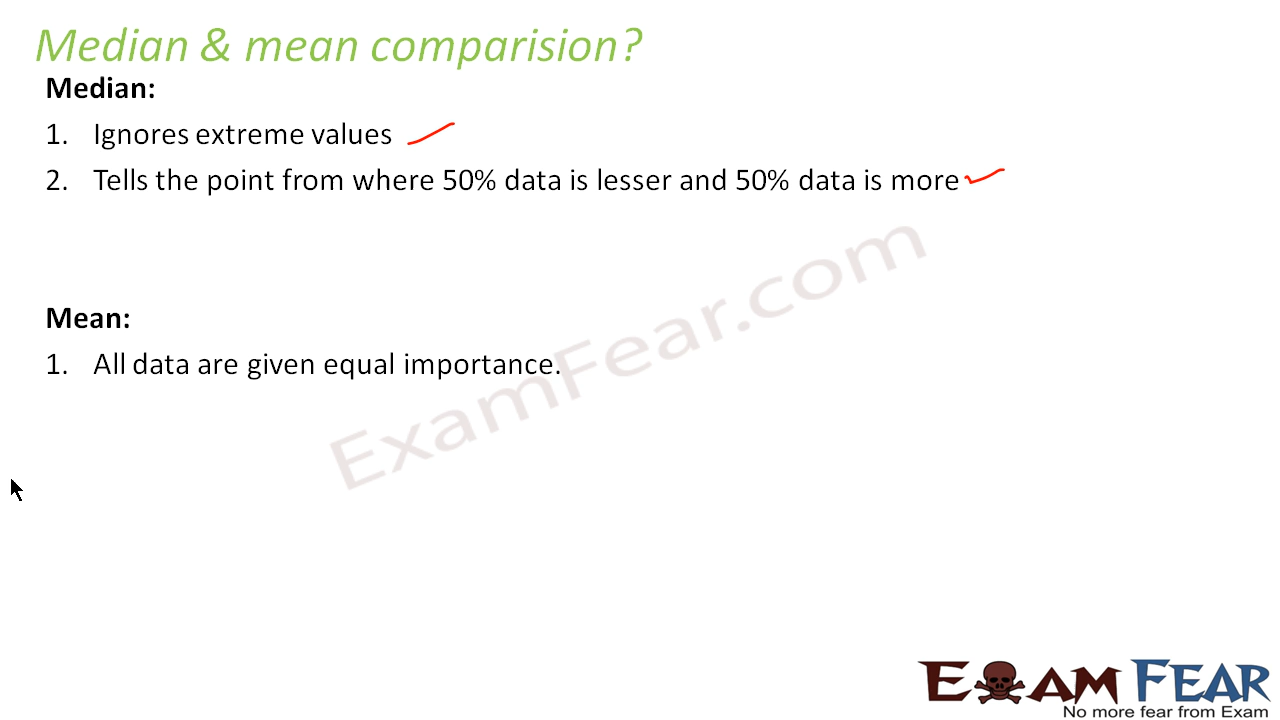 Median & mean comparision?
Median:
1. Ignores extreme values
2. Tells the point from where 50% data is lesser and 50% data is more
Mean:
1. All data are given equal importance.
ExamFear.com
EXAM FEAR
No more fear from Exam